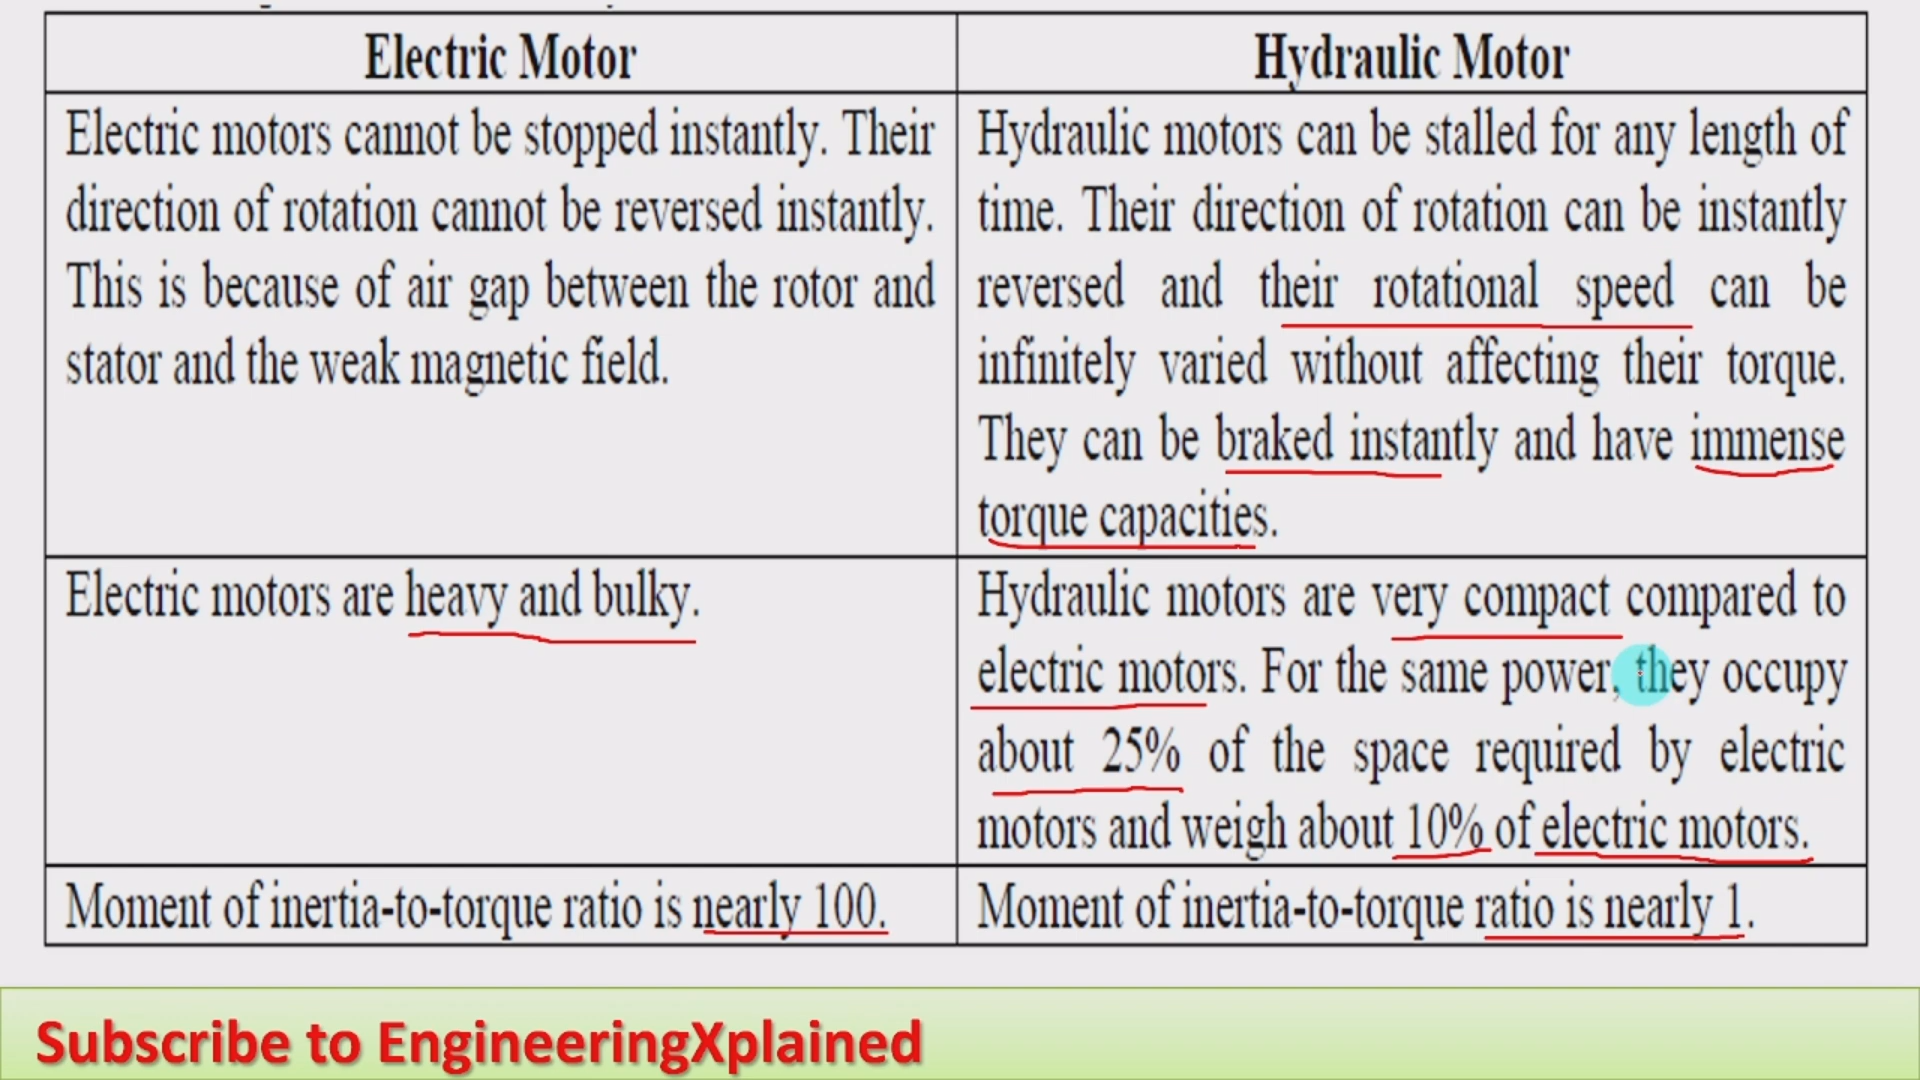 Electric Motor
Hydraulic Motor
Electric motors cannot be stopped instantly. Their
direction of rotation cannot be reversed instantly.
This is because of air gap between the rotor and
stator and the weak magnetic field.
Hydraulic motors can be stalled for any length of
time. Their direction of rotation can be instantly
reversed and their rotational speed can be
infinitely varied without affecting their torque.
They can be braked instantly and have immense
torque capacities.
Electric motors are heavy and bulky.
Hydraulic motors are very compact compared to
electric motors. For the same power, they occupy
about 25% of the space required by electric
motors and weigh about 10% of electric motors.
Moment of inertia-to-torque ratio is nearly 100.
Moment of inertia-to-torque ratio is nearly 1.
Subscribe to EngineeringXplained